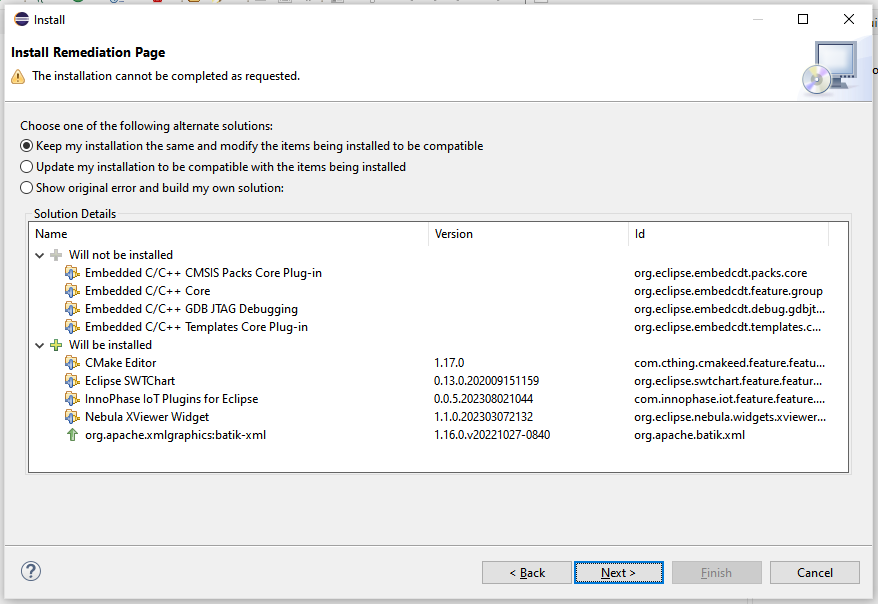 Install
Install Remediation Page
The installation cannot be completed as requested.
Choose one of the following alternate solutions:
Keep my installation the same and modify the items being installed to be compatible
Update my installation to be compatible with the items being installed
Show original error and build my own solution:
Solution Details
Name Version Id
Will not be installed
Embedded C/C++ CMSIS Packs Core Plug-in org.eclipse.embedcdt.packs.core
Embedded C/C++ Core org.eclipse.embedcdt.feature.group
Embedded C/C++ GDB JTAG Debugging org.eclipse.embedcdt.debug.gdbjt...
Embedded C/C++ Templates Core Plug-in org.eclipse.embedcdt.templates.c...
Will be installed
CMake Editor 1.17.0 com.cthing.cmakeed.feature.featu...
Eclipse SWTChart 0.13.0.202009151159 org.eclipse.swtchart.feature.featur...
InnoPhase IoT Plugins for Eclipse 0.0.5.202308021044 com.innophase.iot.feature.feature....
Nebula XViewer Widget 1.1.0.202303072132 org.eclipse.nebula.widgets.xviewer...
org.apache.xmlgraphics:batik-xml 1.16.0.v20221027-0840 org.apache.batik.xml
? < Back Next > Finish Cancel